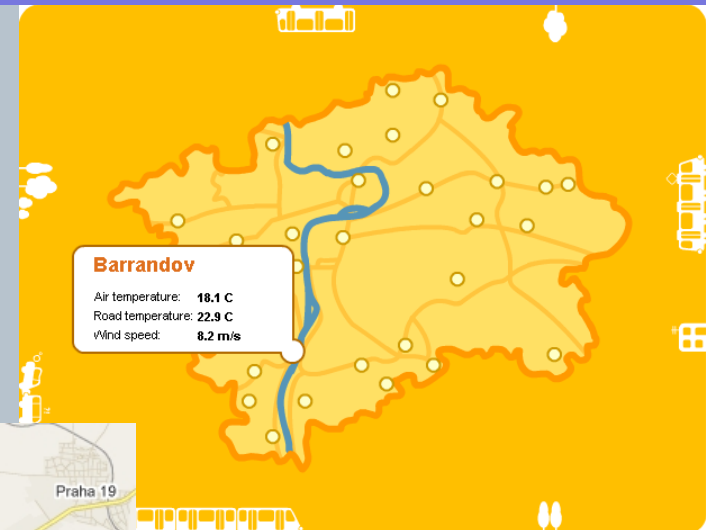 Barrandov
Air temperature: 18.1 C
Road temperature: 22.9 C
Wind speed: 8.2 m/s
Praha 19